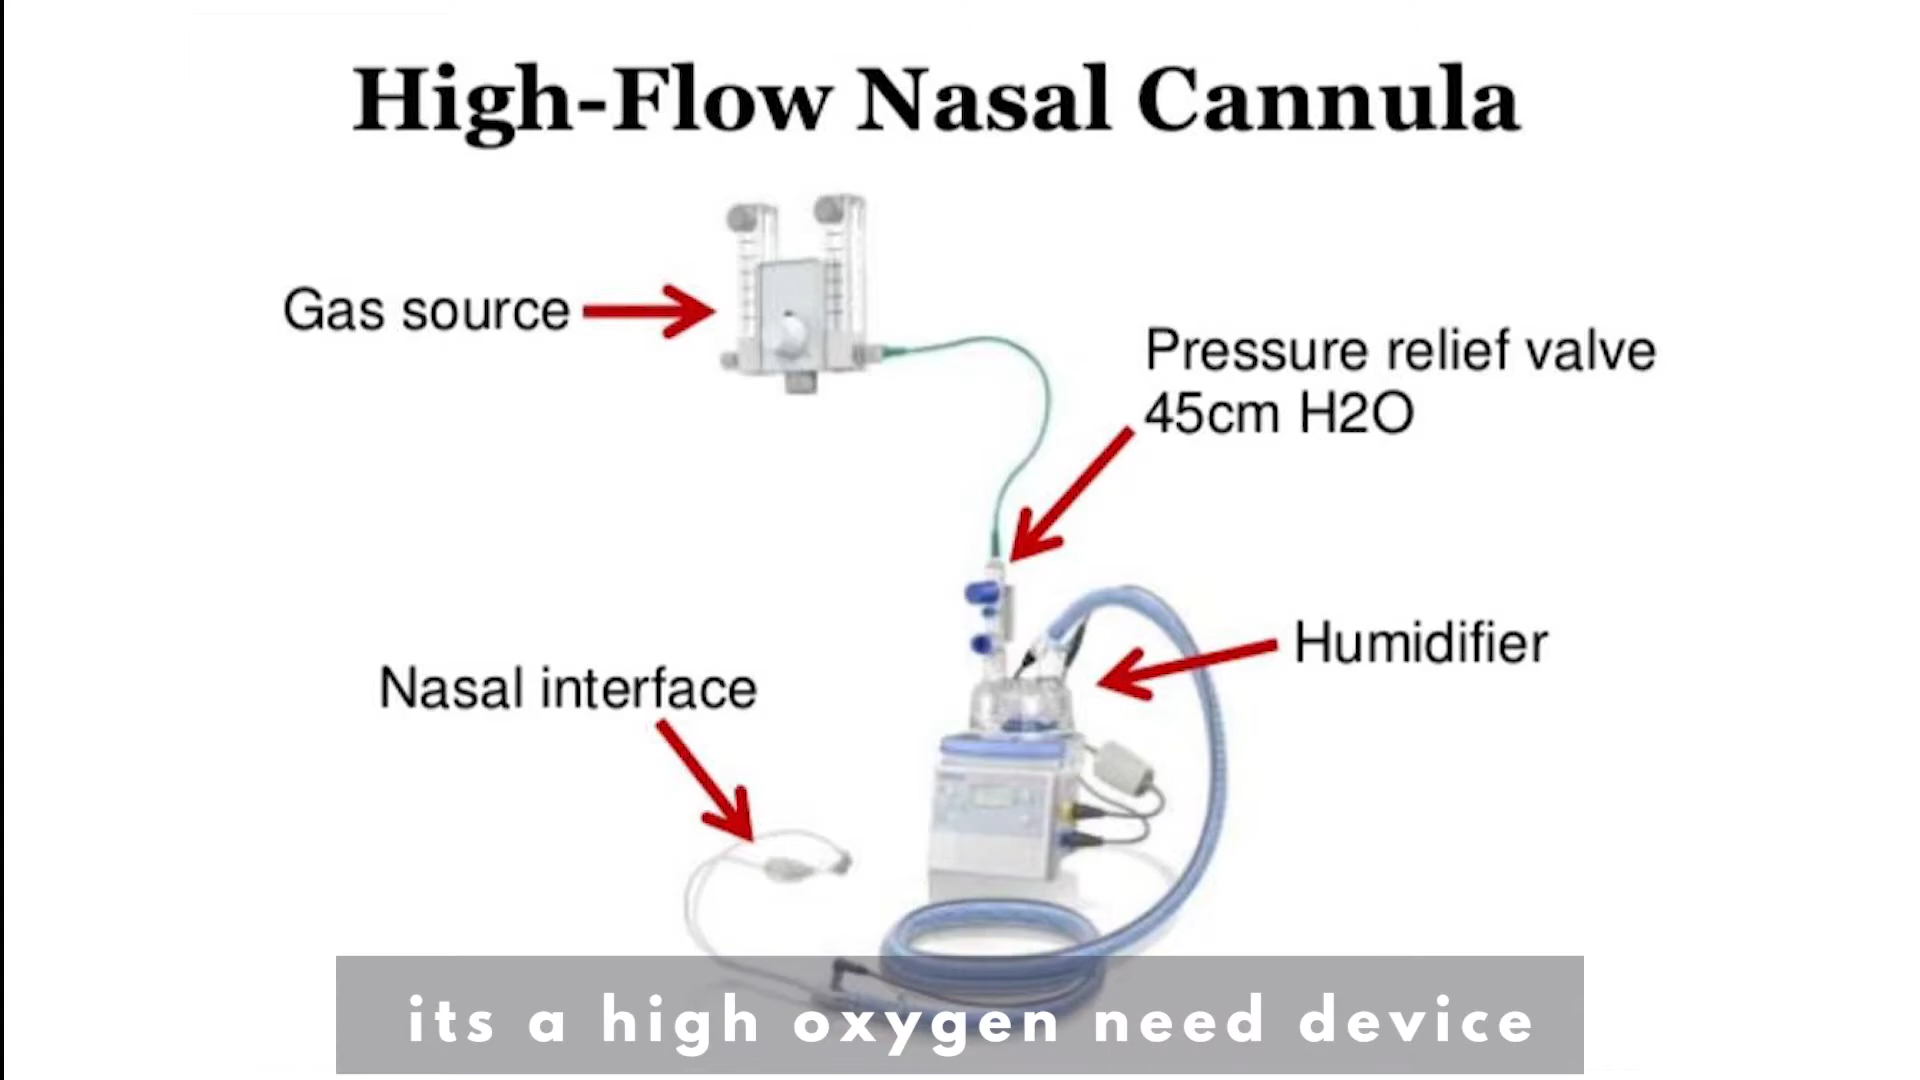 High-Flow Nasal Cannula
Gas source
Pressure relief valve
45cm H2O
Humidifier
Nasal interface
its a high oxygen need device